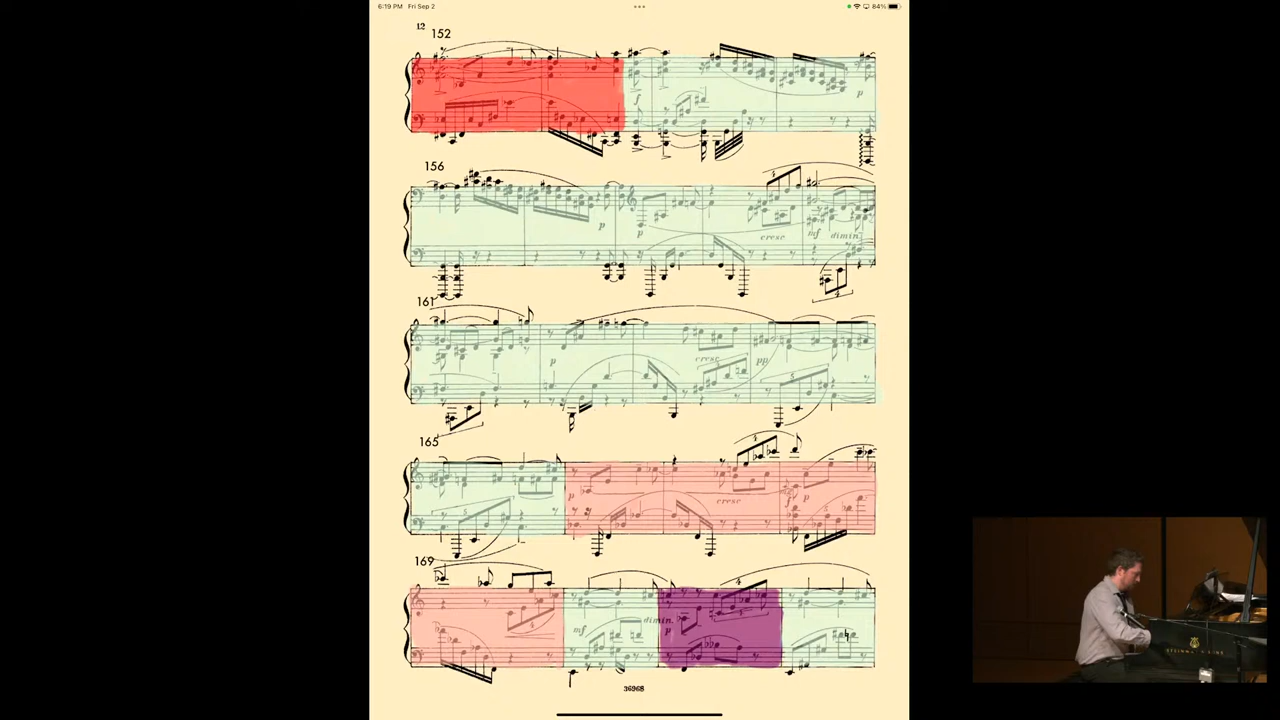 6:19 PM Fri Sep 2
84%
12
152
f
p
156
p
p
cresc
mf dimin.
161
p
cresc
pp
165
p
cresc
f p
169
mf
dimin.
p
36968
STEINWAY & SONS